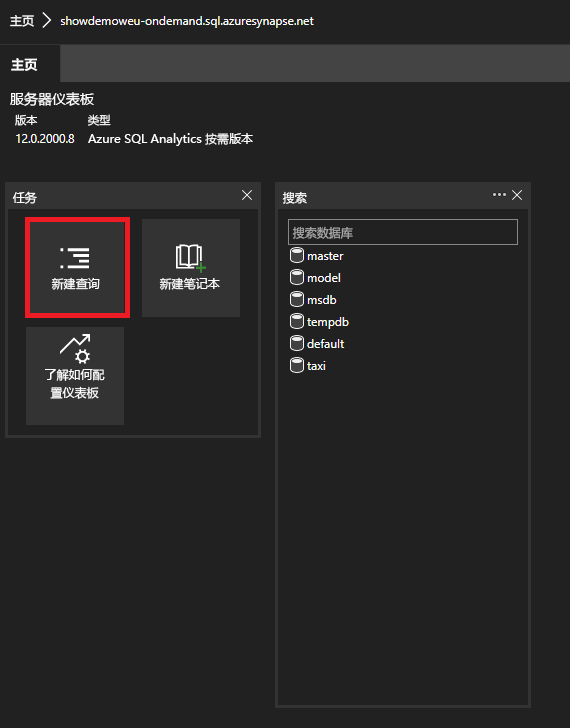 主页 showdemoweu-ondemand.sql.azuresynapse.net
主页
服务器仪表板
版本 类型
12.0.2000.8 Azure SQL Analytics 按需版本
任务
新建查询 新建笔记本
了解如何配
置仪表板
搜索
搜索数据库
master
model
msdb
tempdb
default
taxi